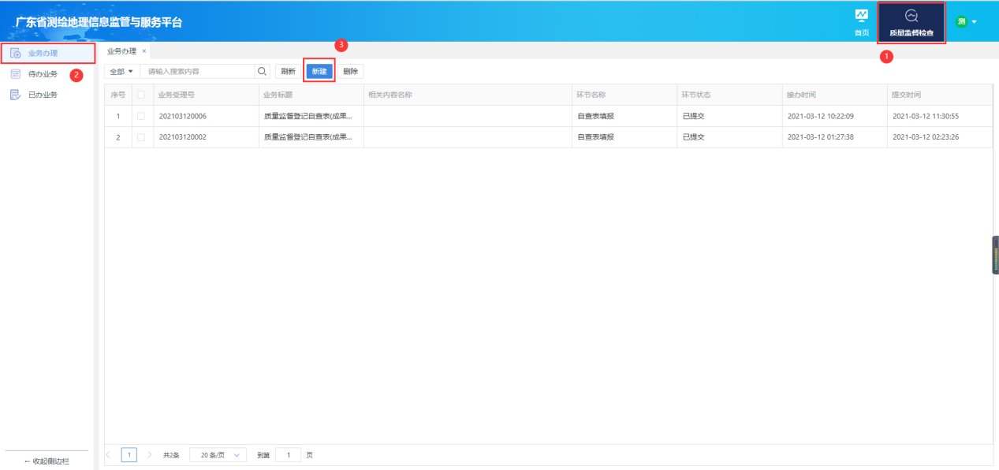 广东省测绘地理信息监管与服务平台
首页
质量监督检查
测
1
业务办理
2
待办业务
已办业务
业务办理 ×
3
全部 请输入搜索内容 刷新 新建 删除
序号 业务受理号 业务标题 相关内容名称 环节名称 环节状态 接办时间 提交时间
1 202103120006 质量监督登记自查表(成果... 自查表填报 已提交 2021-03-12 10:22:09 2021-03-12 11:30:55
2 202103120002 质量监督登记自查表(成果... 自查表填报 已提交 2021-03-12 01:27:38 2021-03-12 02:23:26
1 共2条 20 条/页 到第 1 页
←收起侧边栏